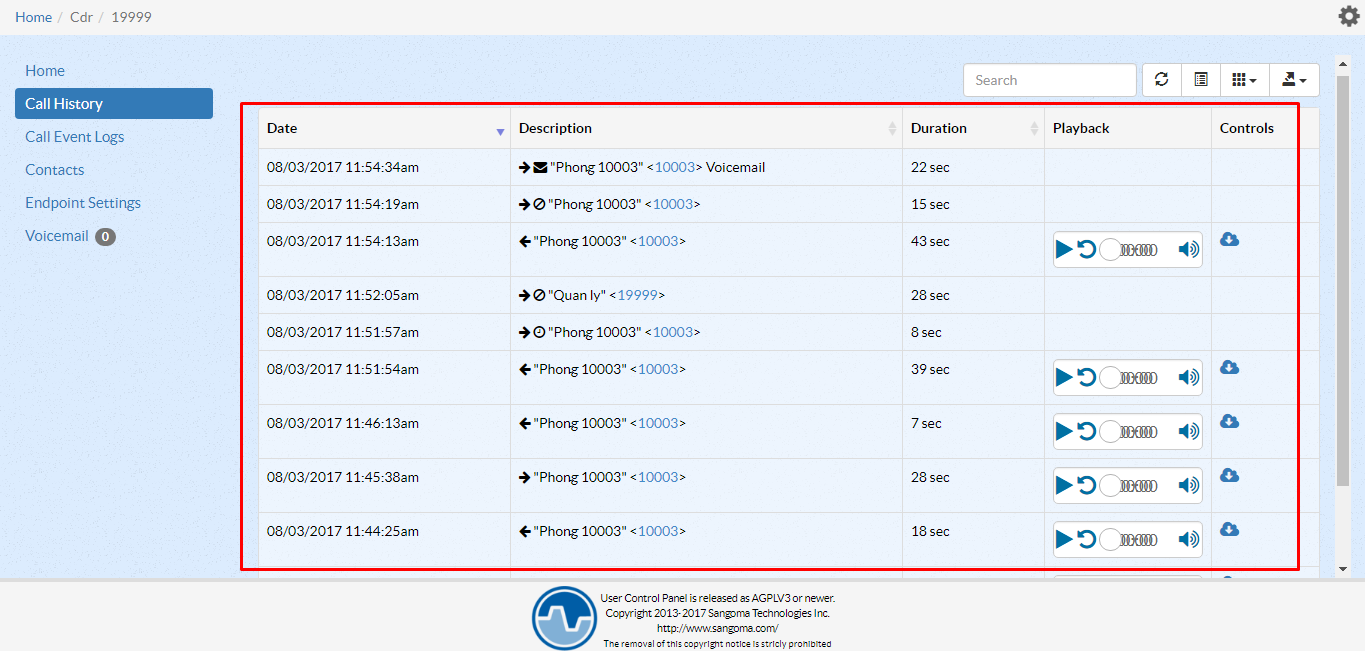 Home / Cdr / 19999
Home
Call History
Call Event Logs
Contacts
Endpoint Settings
Voicemail 0
Search
Date Description Duration Playback Controls
08/03/2017 11:54:34am "Phong 10003" <10003> Voicemail 22 sec
08/03/2017 11:54:19am "Phong 10003" <10003> 15 sec
08/03/2017 11:54:13am "Phong 10003" <10003> 43 sec
08/03/2017 11:52:05am "Quan ly" <19999> 28 sec
08/03/2017 11:51:57am "Phong 10003" <10003> 8 sec
08/03/2017 11:51:54am "Phong 10003" <10003> 39 sec
08/03/2017 11:46:13am "Phong 10003" <10003> 7 sec
08/03/2017 11:45:38am "Phong 10003" <10003> 28 sec
08/03/2017 11:44:25am "Phong 10003" <10003> 18 sec
User Control Panel is released as AGPLV3 or newer.
Copyright 2013-2017 Sangoma Technologies Inc.
http://www.sangoma.com/
The removal of this copyright notice is stricly prohibited